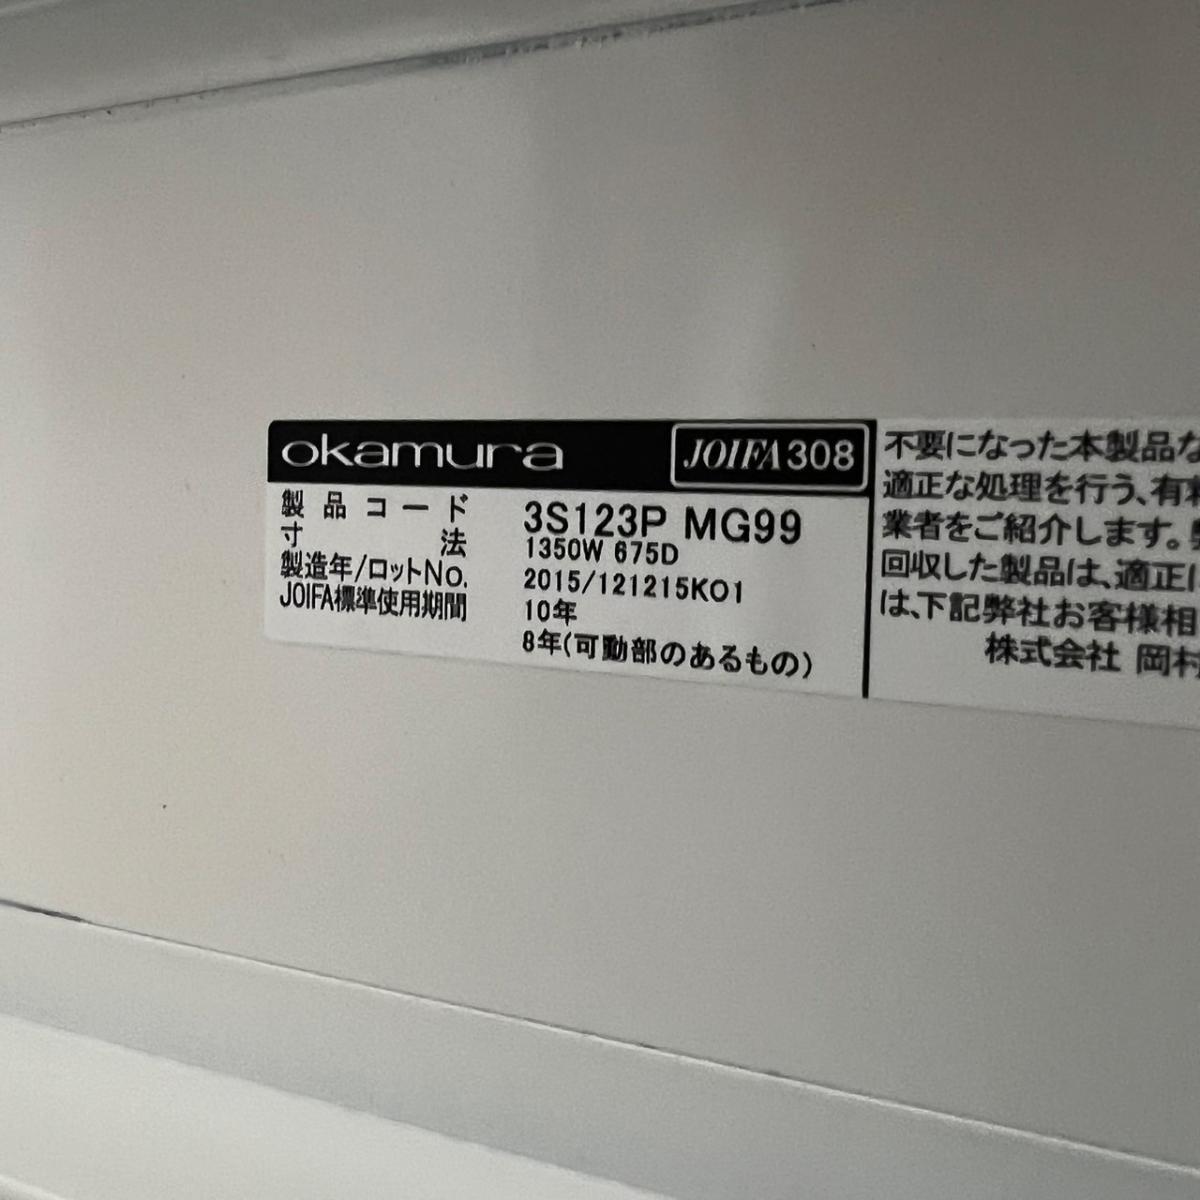 okamura JOIFA308
製品コード 3S123P MG99
寸法 1350W 675D
製造年/ロットNo. 2015/121215K01
JOIFA標準使用期間 10年
8年(可動部のあるもの)
不要になった本製品な
適正な処理を行う、有料
業者をご紹介します。弊
回収した製品は、適正に
は、下記弊社お客様相
株式会社 岡村